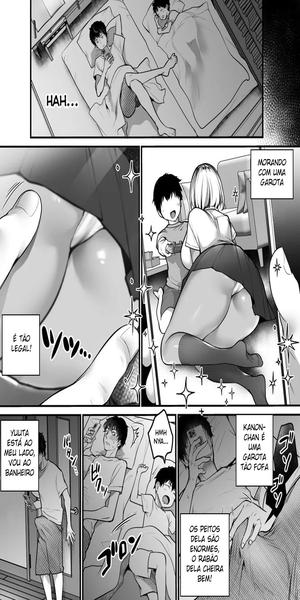 HAH...
MORANDO
COM UMA
GAROTA
É TÃO
LEGAL!
KANON-
CHAN É
UMA
GAROTA
TÃO FOFA
HMH
NYA...
OS PEITOS
DELA SÃO
ENORMES,
O RABÃO
DELA CHEIRA
BEM!
YUUTA
ESTÁ AO
MEU LADO,
VOU AO
BANHEIRO